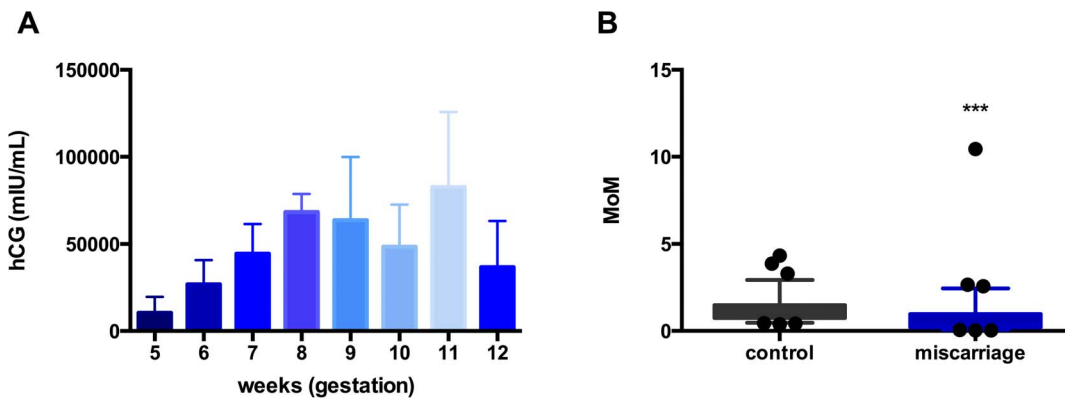 A
150000
100000
50000
0
hCG (mIU/mL)
5 6 7 8 9 10 11 12
weeks (gestation)
B
15
10
5
0
MoM
***
control miscarriage